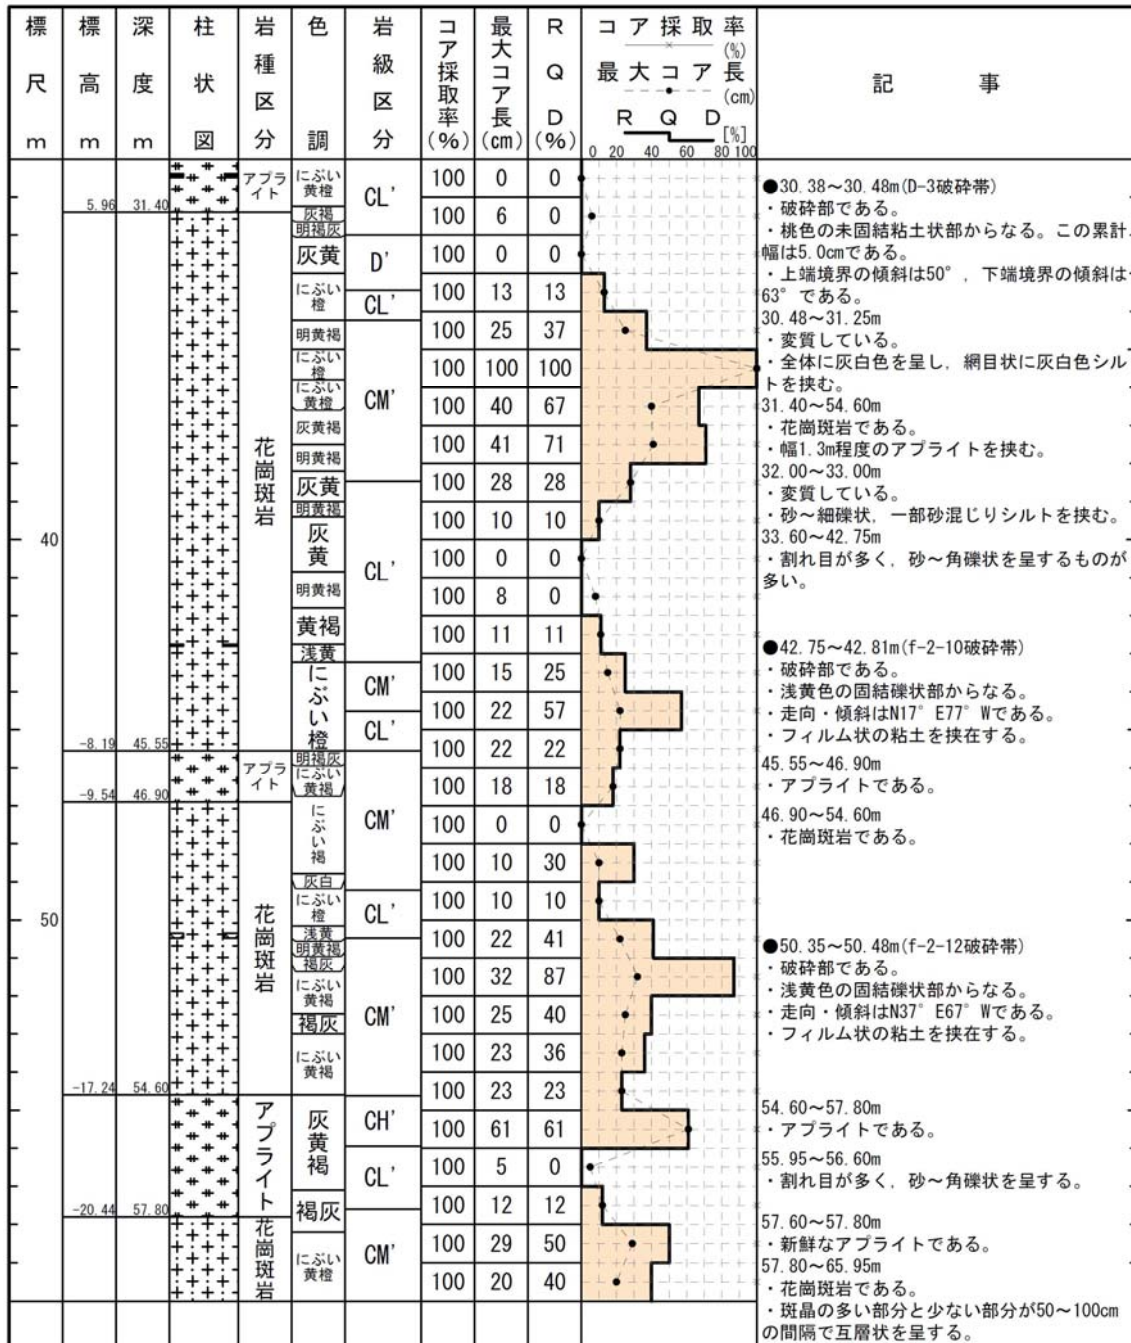 標尺m
標高m
深度m
柱状図
岩種区分
色調
岩級区分
コア採取率(%)
最大コア長(cm)
RQD(%)
コア採取率
(%)
最大コア長
(cm)
RQD
[%]
0 20 40 60 80 100
記事
アプライト
にぶい黄橙
CL'
100 0 0
5.96 31.40
灰褐
明褐灰
100 6 0
灰黄
D'
100 0 0
にぶい橙
CL'
100 13 13
明黄褐
100 25 37
にぶい橙
100 100 100
にぶい黄橙
CM'
100 40 67
灰黄褐
100 41 71
明黄褐
花崗斑岩
灰黄
100 28 28
明黄褐
100 10 10
40
灰黄
CL'
100 0 0
明黄褐
100 8 0
黄褐
100 11 11
浅黄
にぶい橙
CM'
100 15 25
100 22 57
CL'
-8.19 45.55
100 22 22
アプライト
明褐灰
にぶい黄褐
100 18 18
-9.54 46.90
CM'
にぶい褐
100 0 0
100 10 30
灰白
にぶい橙
CL'
100 10 10
50
花崗斑岩
浅黄
100 22 41
明黄褐
褐灰
100 32 87
にぶい黄褐
CM'
100 25 40
褐灰
100 23 36
にぶい黄褐
100 23 23
-17.24 54.60
アプライト
灰黄褐
CH'
100 61 61
CL'
100 5 0
褐灰
100 12 12
-20.44 57.80
花崗斑岩
にぶい黄橙
CM'
100 29 50
100 20 40
●30.38～30.48m(D-3破砕帯)
・破砕部である。
・桃色の未固結粘土状部からなる。この累計
幅は5.0cmである。
・上端境界の傾斜は50°, 下端境界の傾斜は
63°である。
30.48～31.25m
・変質している。
・全体に灰白色を呈し, 網目状に灰白色シル
トを挟む。
31.40～54.60m
・花崗斑岩である。
・幅1.3m程度のアプライトを挟む。
32.00～33.00m
・変質している。
・砂～細礫状, 一部砂混じりシルトを挟む。
33.60～42.75m
・割れ目が多く, 砂～角礫状を呈するものが
多い。
●42.75～42.81m(f-2-10破砕帯)
・破砕部である。
・浅黄色の固結礫状部からなる。
・走向・傾斜はN17°E77°Wである。
・フィルム状の粘土を挟在する。
45.55～46.90m
・アプライトである。
46.90～54.60m
・花崗斑岩である。
●50.35～50.48m(f-2-12破砕帯)
・破砕部である。
・浅黄色の固結礫状部からなる。
・走向・傾斜はN37°E67°Wである。
・フィルム状の粘土を挟在する。
54.60～57.80m
・アプライトである。
55.95～56.60m
・割れ目が多く, 砂～角礫状を呈する。
57.60～57.80m
・新鮮なアプライトである。
57.80～65.95m
・花崗斑岩である。
・斑晶の多い部分と少ない部分が50～100cm
の間隔で互層状を呈する。